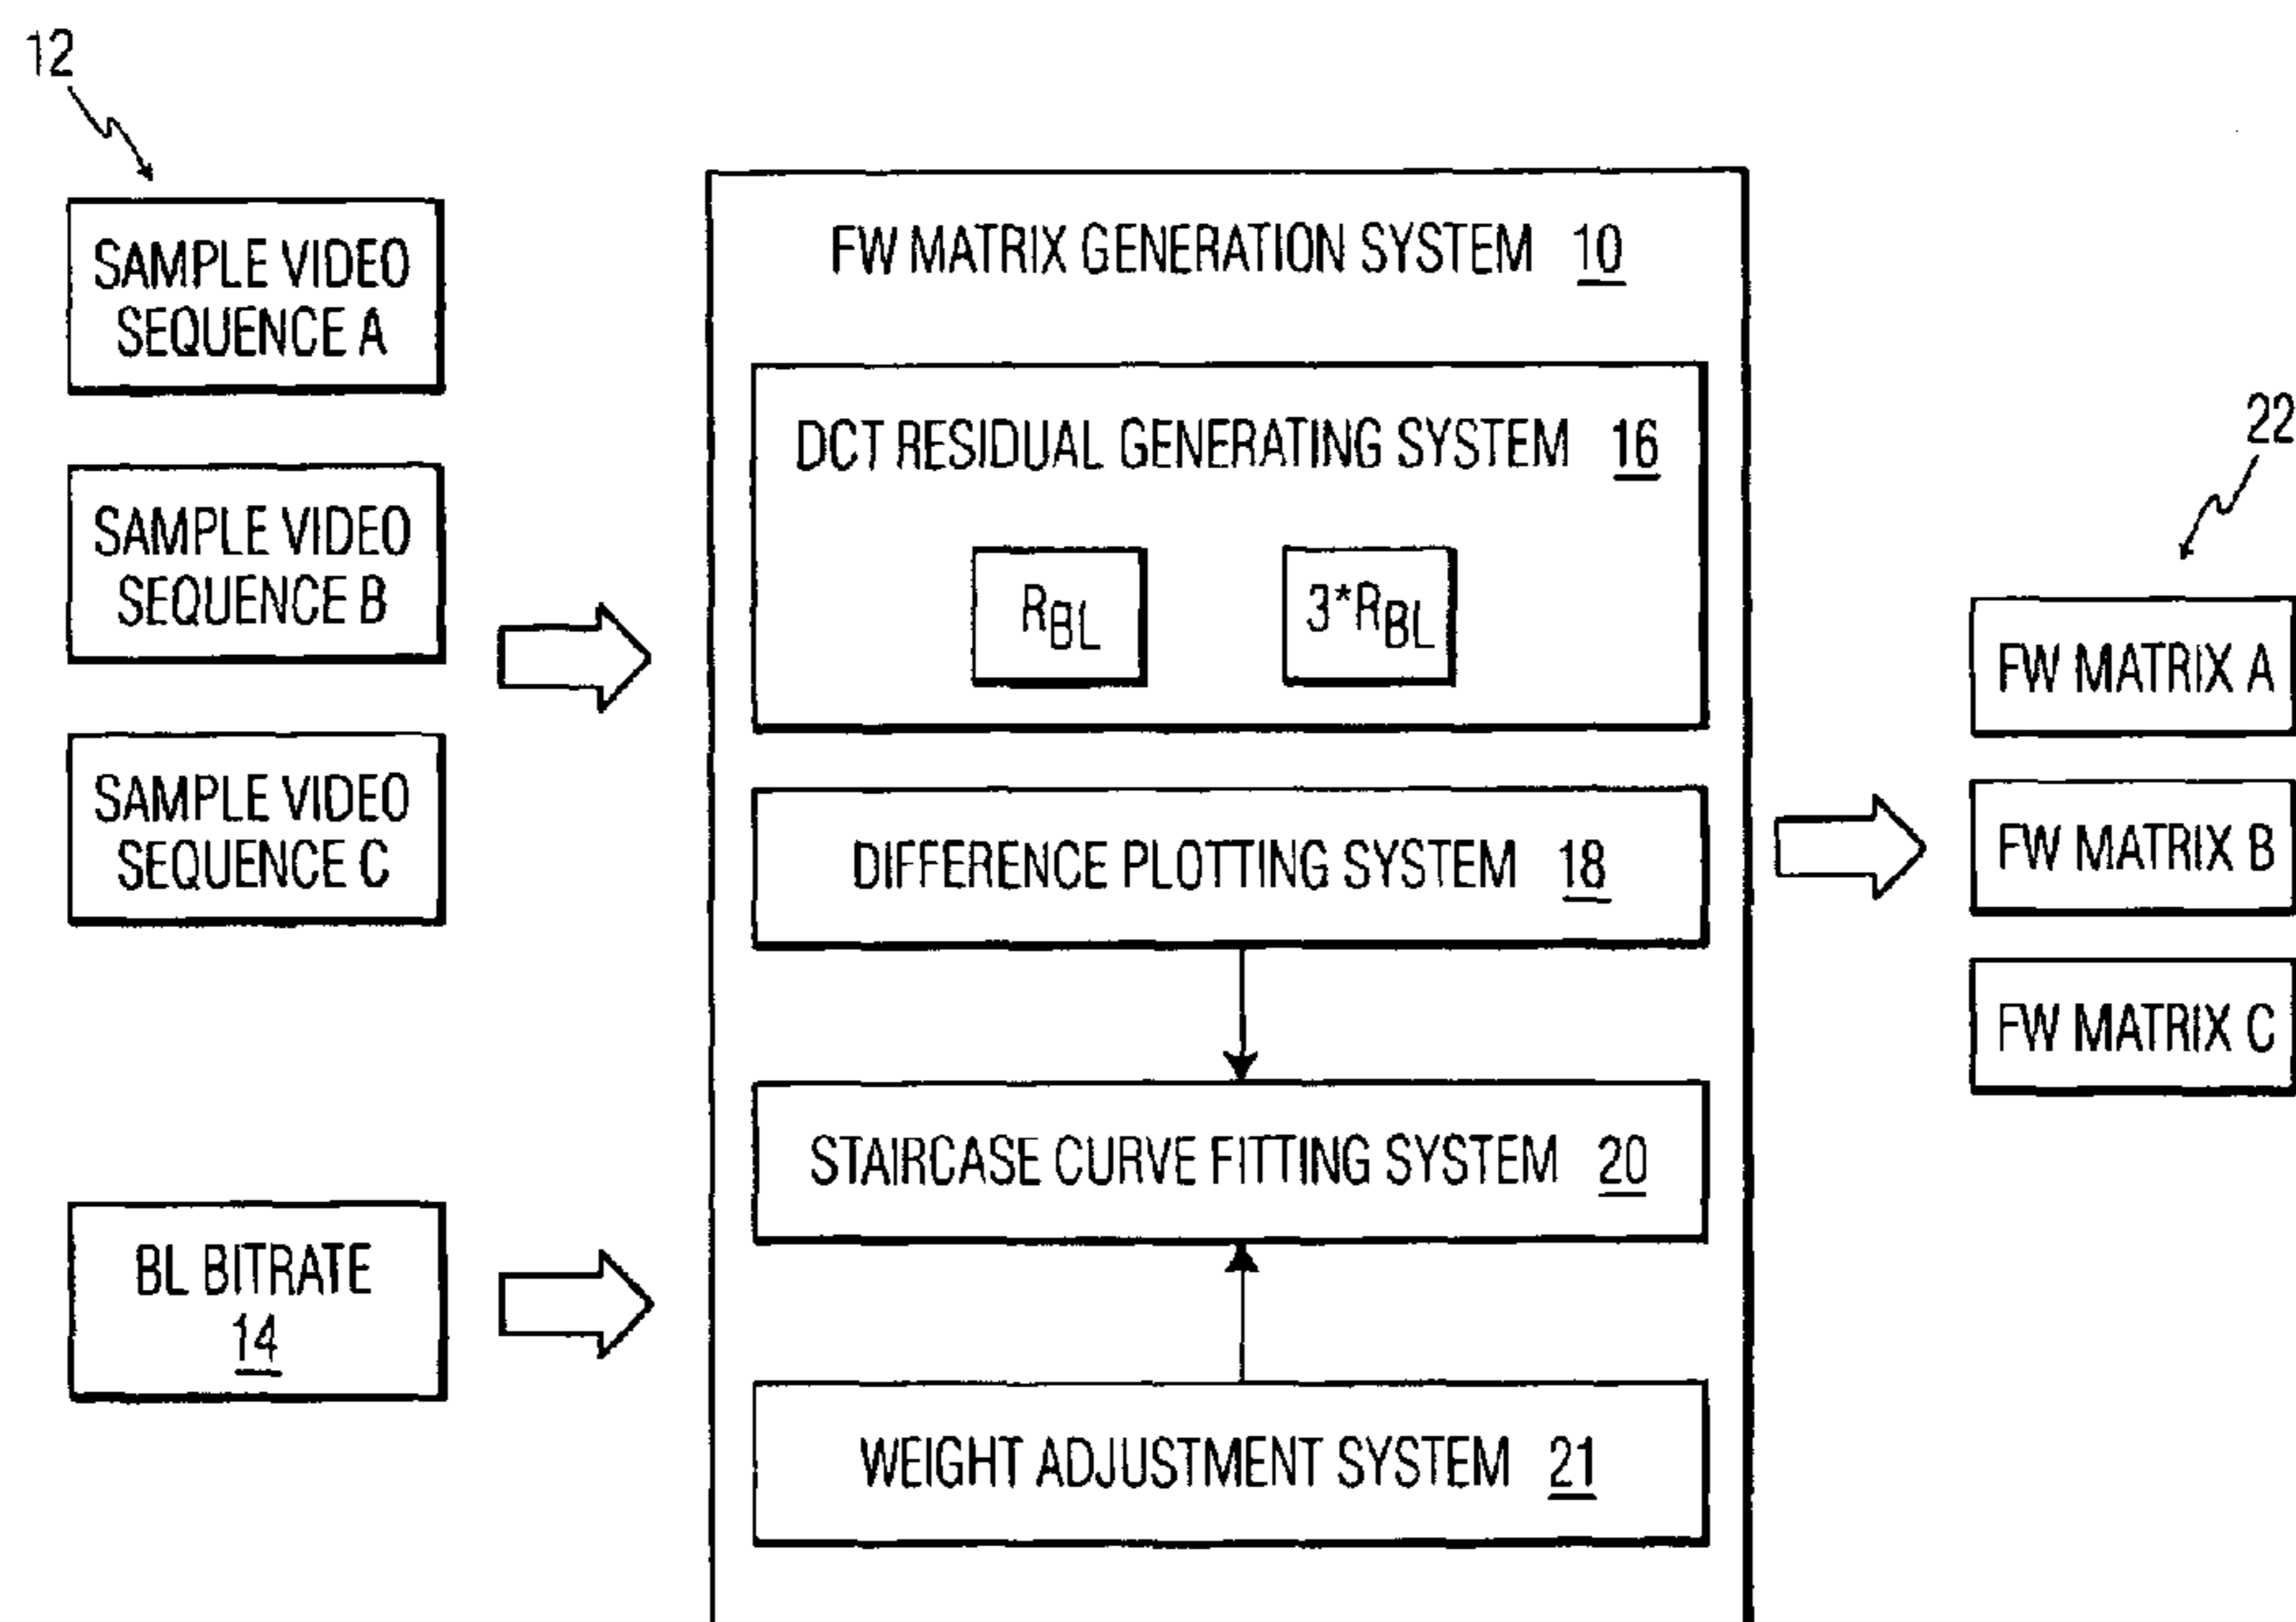 12
SAMPLE VIDEO
SEQUENCE A
SAMPLE VIDEO
SEQUENCE B
SAMPLE VIDEO
SEQUENCE C
BL BITRATE
14
FW MATRIX GENERATION SYSTEM 10
DCT RESIDUAL GENERATING SYSTEM 16
RBL
3*RBL
DIFFERENCE PLOTTING SYSTEM 18
STAIRCASE CURVE FITTING SYSTEM 20
WEIGHT ADJUSTMENT SYSTEM 21
22
FW MATRIX A
FW MATRIX B
FW MATRIX C